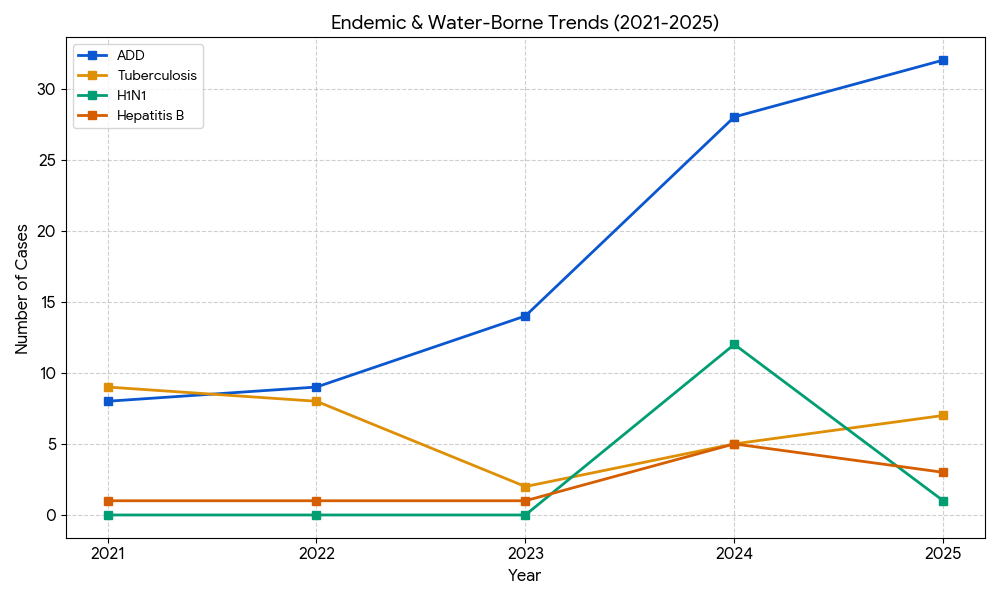 Endemic & Water-Borne Trends (2021-2025)
ADD
Tuberculosis
H1N1
Hepatitis B
Number of Cases
30
25
20
15
10
5
0
2021 2022 2023 2024 2025
Year